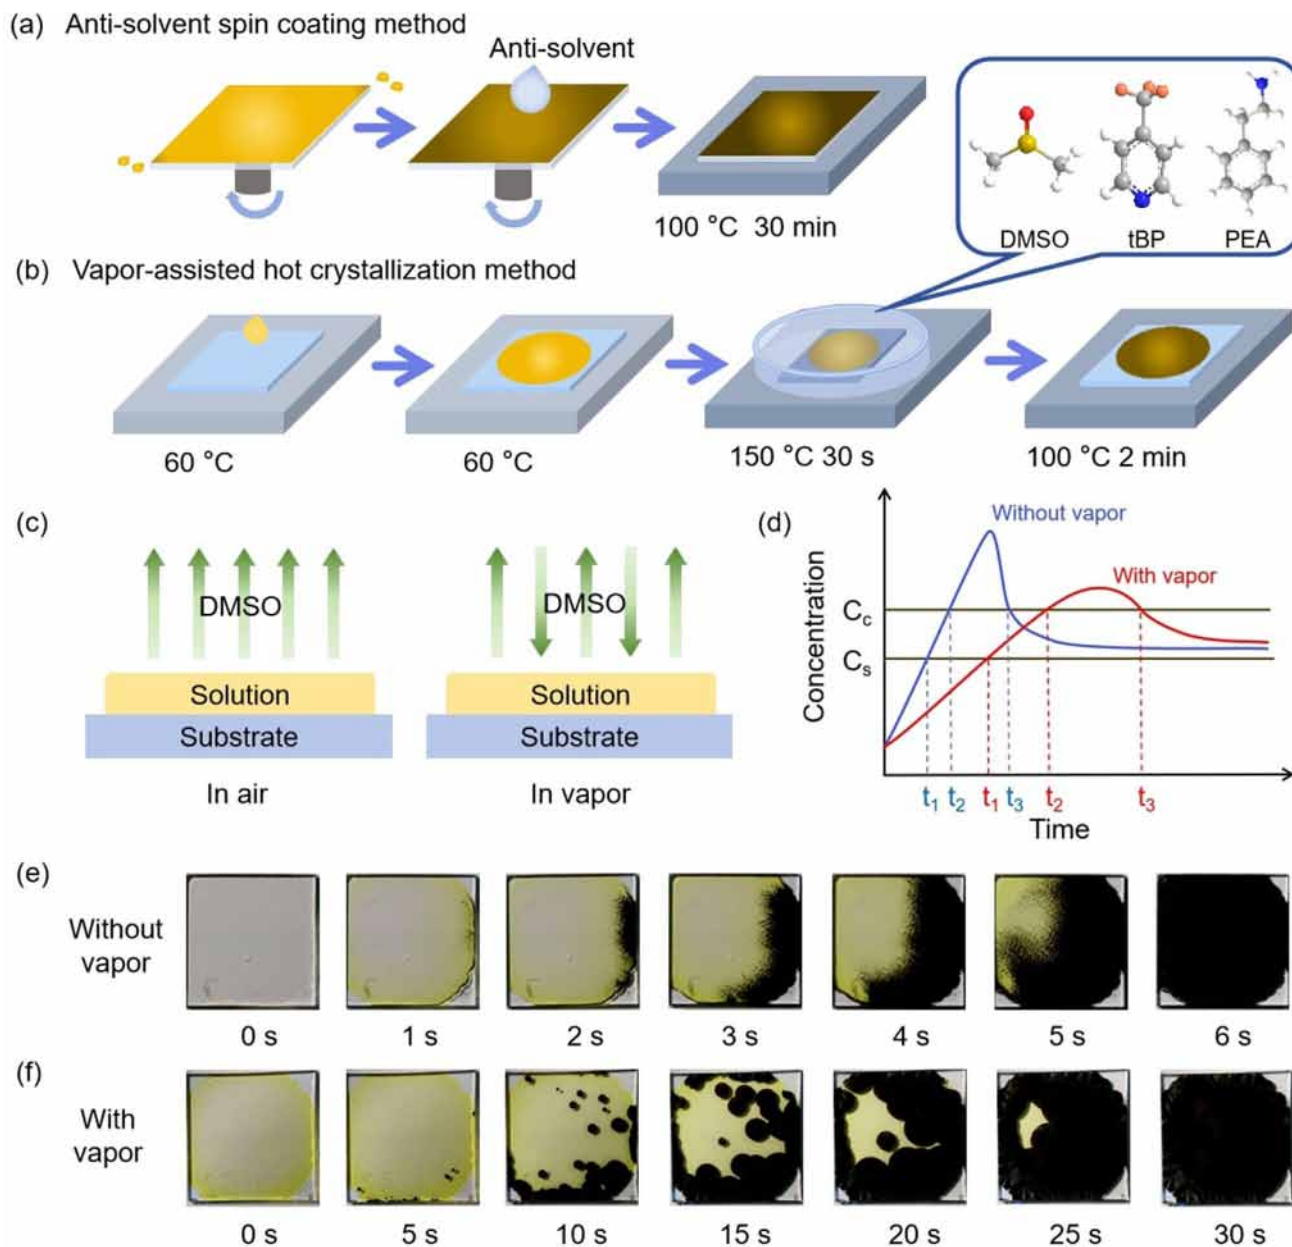 (a) Anti-solvent spin coating method
Anti-solvent
100 °C 30 min
DMSO tBP PEA
(b) Vapor-assisted hot crystallization method
60 °C 60 °C 150 °C 30 s 100 °C 2 min
(c)
DMSO DMSO
Solution Solution
Substrate Substrate
In air In vapor
(d)
Without vapor
With vapor
Concentration
Cc
Cs
t1 t2 t1 t3 t2 t3
Time
(e)
Without
vapor
0 s 1 s 2 s 3 s 4 s 5 s 6 s
(f)
With
vapor
0 s 5 s 10 s 15 s 20 s 25 s 30 s